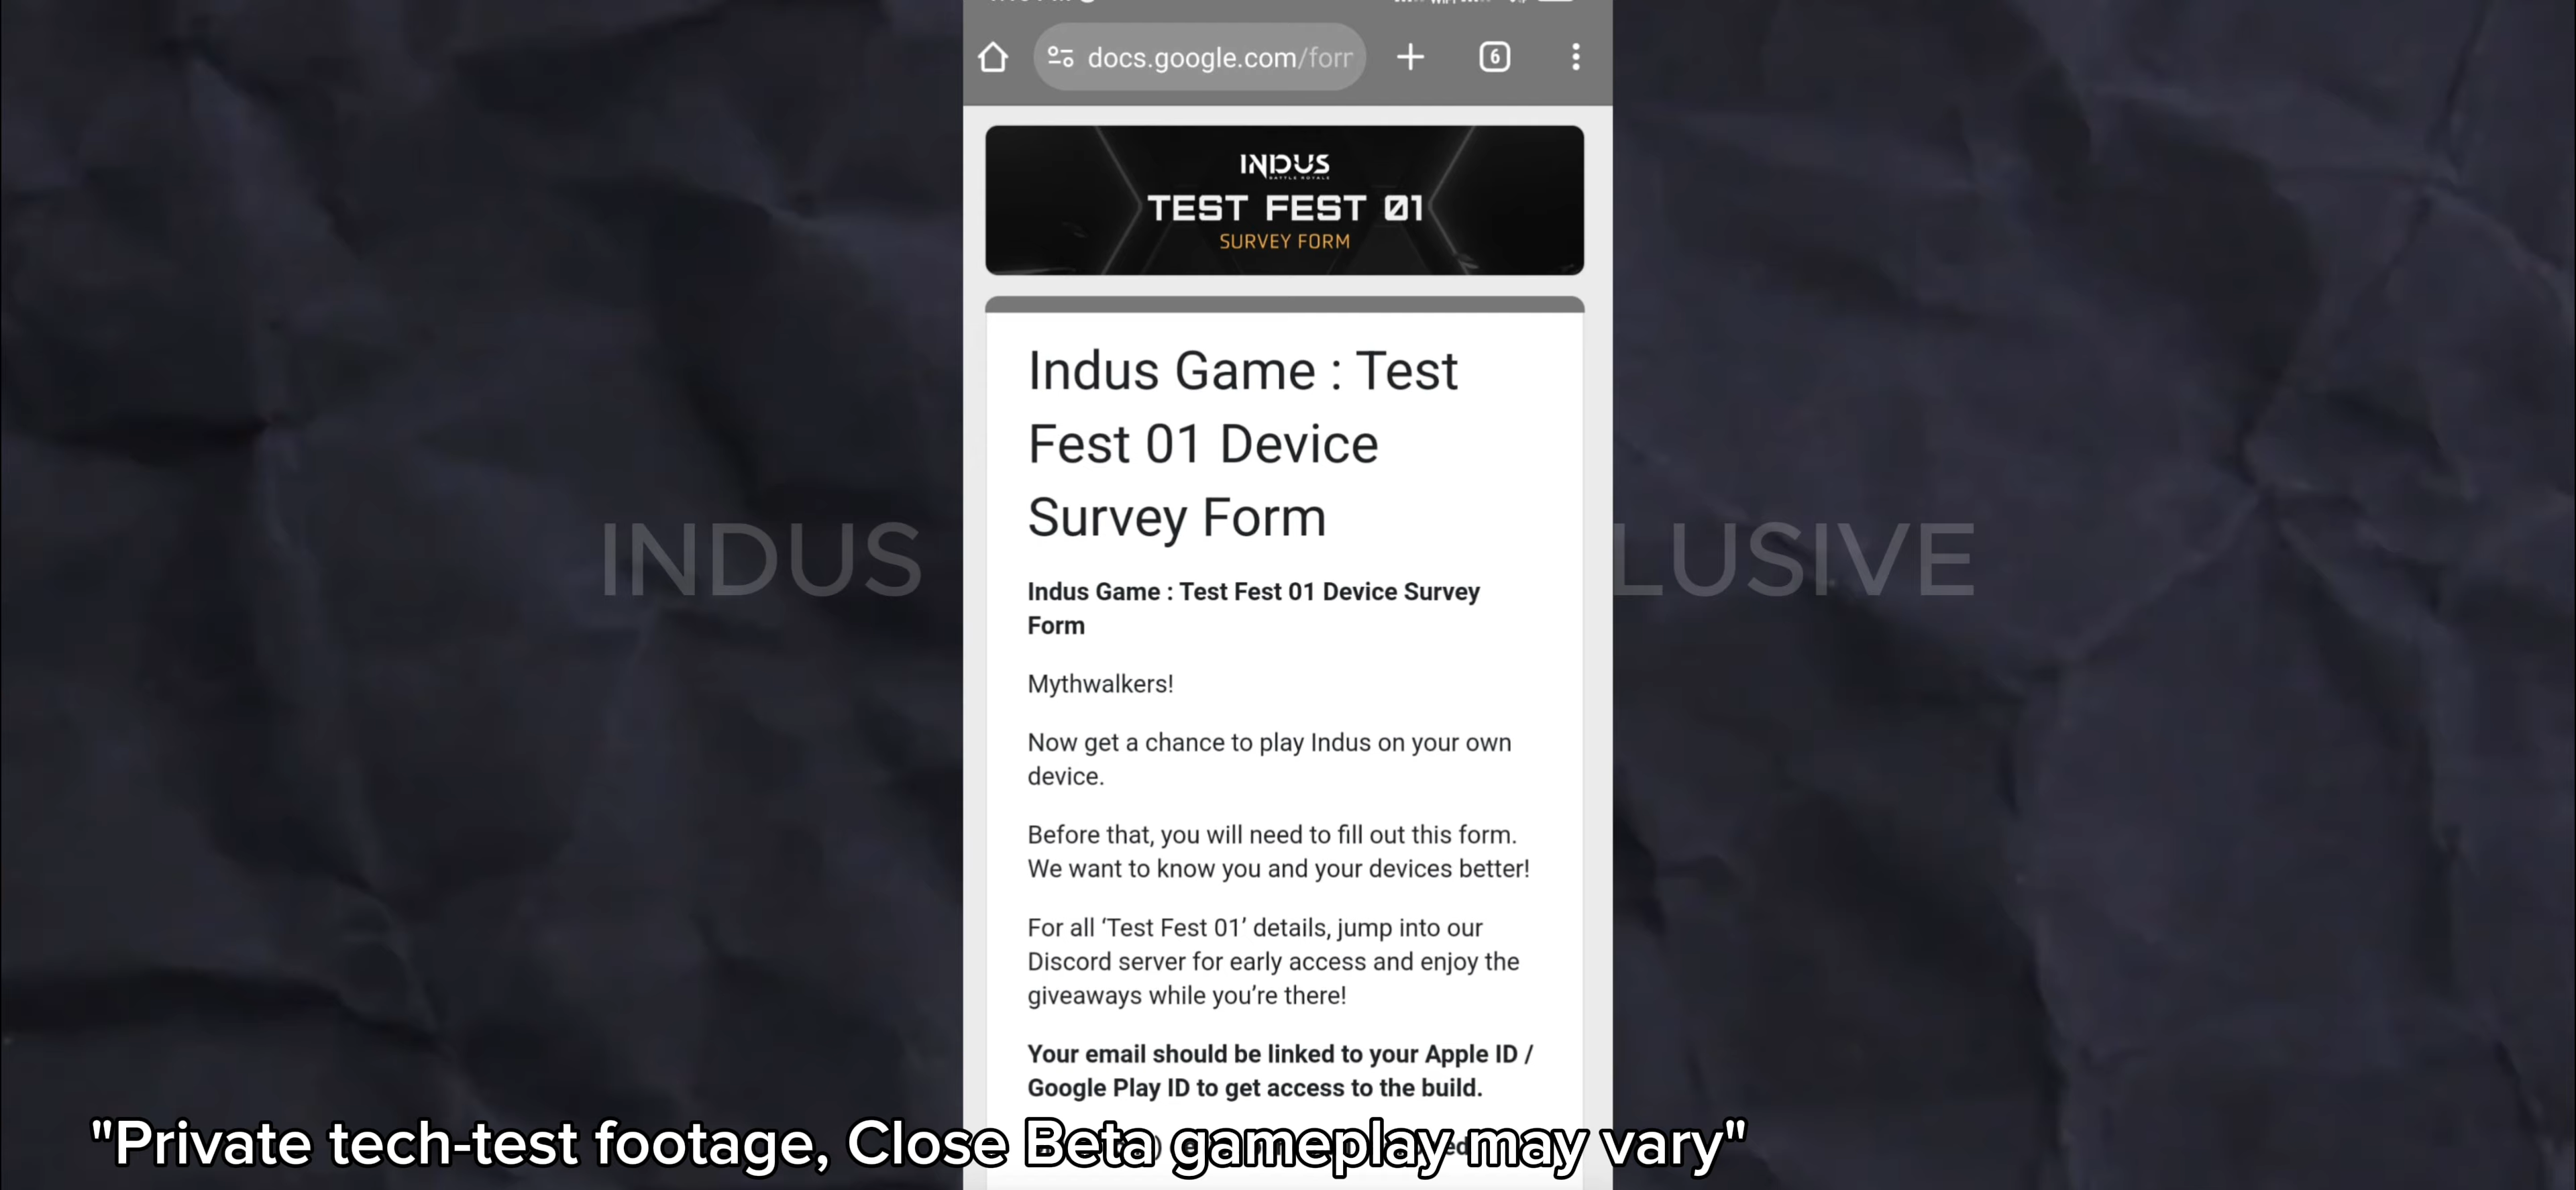 docs.google.com/forr
6
INDUS
BATTLE ROYALE
TEST FEST 01
SURVEY FORM
Indus Game : Test
Fest 01 Device
Survey Form
INDUS LUSIVE
Indus Game : Test Fest 01 Device Survey
Form
Mythwalkers!
Now get a chance to play Indus on your own
device.
Before that, you will need to fill out this form.
We want to know you and your devices better!
For all ‘Test Fest 01’ details, jump into our
Discord server for early access and enjoy the
giveaways while you’re there!
Your email should be linked to your Apple ID /
Google Play ID to get access to the build.
"Private tech-test footage, Close Beta gameplay may vary"